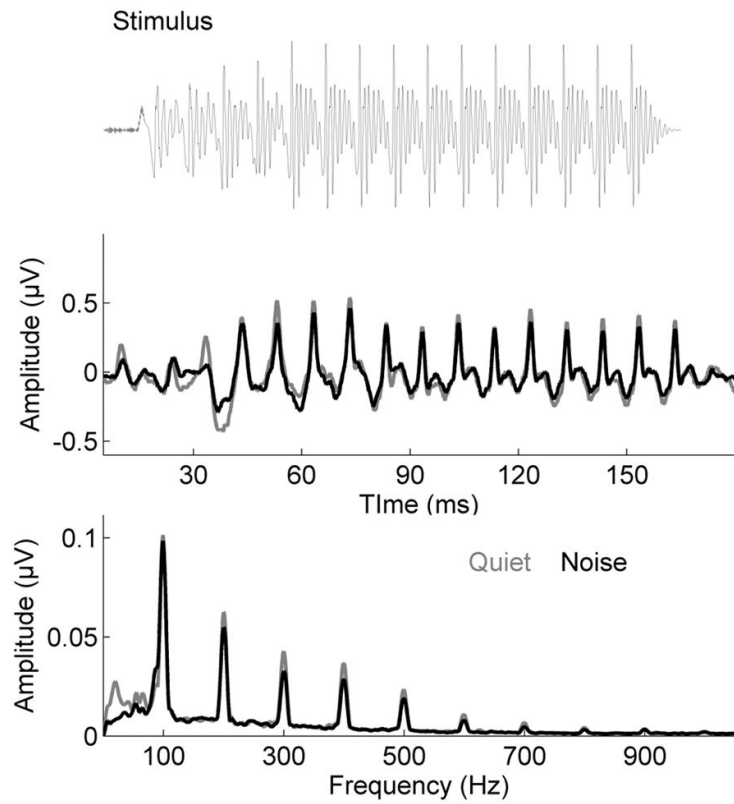 Stimulus
Amplitude (µV)
0.5
0
-0.5
30 60 90 120 150
TIme (ms)
Amplitude (µV)
0.1
0.05
0
Quiet Noise
100 300 500 700 900
Frequency (Hz)